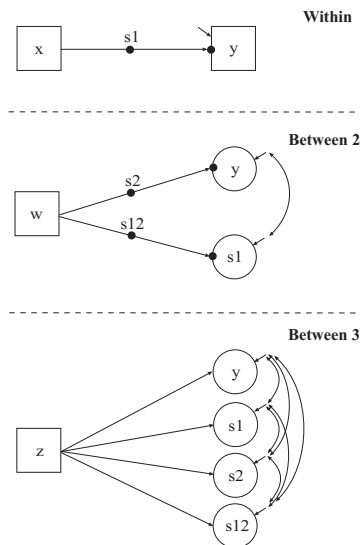 Within
x
s1
y
Between 2
y
s2
w
s12
s1
Between 3
y
s1
z
s2
s12